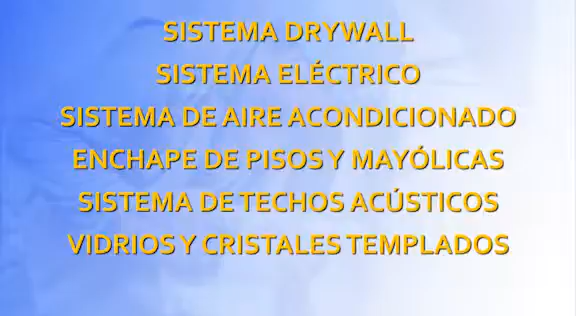 SISTEMA DRYWALL
SISTEMA ELÉCTRICO
SISTEMA DE AIRE ACONDICIONADO
ENCHAPE DE PISOS Y MAYÓLICAS
SISTEMA DE TECHOS ACÚSTICOS
VIDRIOS Y CRISTALES TEMPLADOS